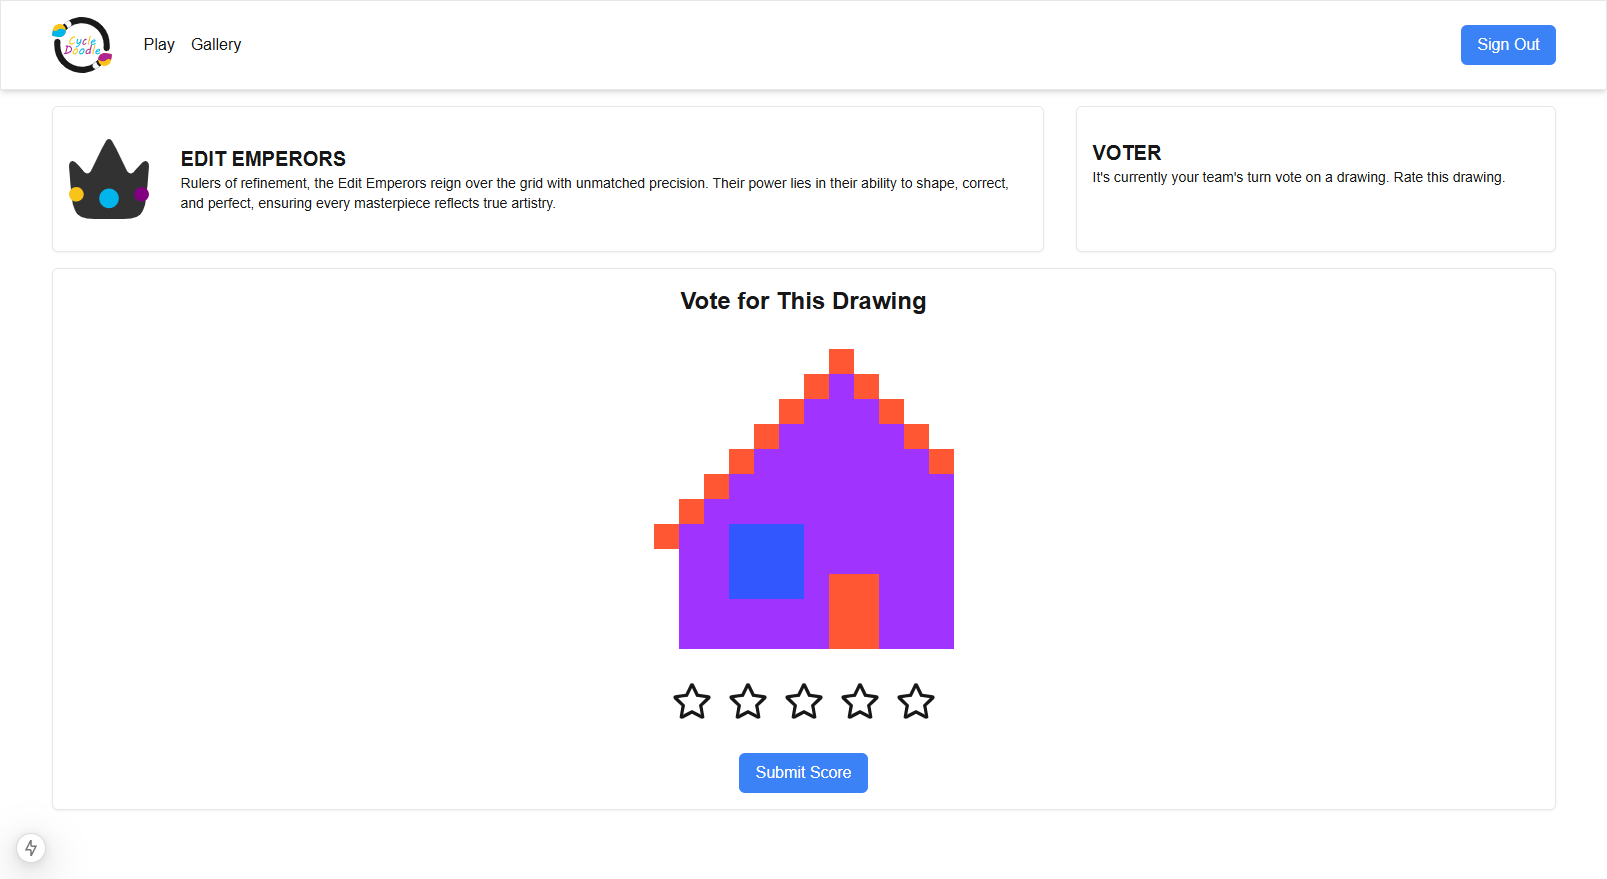 Cycle
Doodle
Play
Gallery
Sign Out
EDIT EMPERORS
Rulers of refinement, the Edit Emperors reign over the grid with unmatched precision. Their power lies in their ability to shape, correct,
and perfect, ensuring every masterpiece reflects true artistry.
VOTER
It's currently your team's turn vote on a drawing. Rate this drawing.
Vote for This Drawing
Submit Score